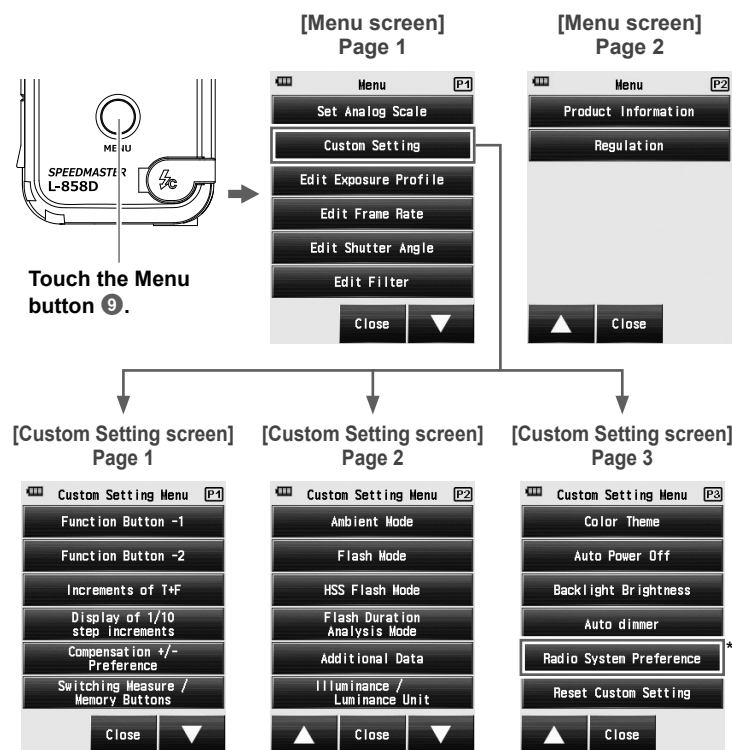 [Menu screen]
Page 1
[Menu screen]
Page 2
MENU
SPEEDMASTER
L-858D
C
Touch the Menu
button ❾.
Menu P1
Set Analog Scale
Custom Setting
Edit Exposure Profile
Edit Frame Rate
Edit Shutter Angle
Edit Filter
Close
Menu P2
Product Information
Regulation
Close
[Custom Setting screen]
Page 1
[Custom Setting screen]
Page 2
[Custom Setting screen]
Page 3
Custom Setting Menu P1
Function Button -1
Function Button -2
Increments of T+F
Display of 1/10
step increments
Compensation +/-
Preference
Switching Measure /
Memory Buttons
Close
Custom Setting Menu P2
Ambient Mode
Flash Mode
HSS Flash Mode
Flash Duration
Analysis Mode
Additional Data
Illuminance /
Luminance Unit
Close
Custom Setting Menu P3
Color Theme
Auto Power Off
Backlight Brightness
Auto dimmer
Radio System Preference *
Reset Custom Setting
Close